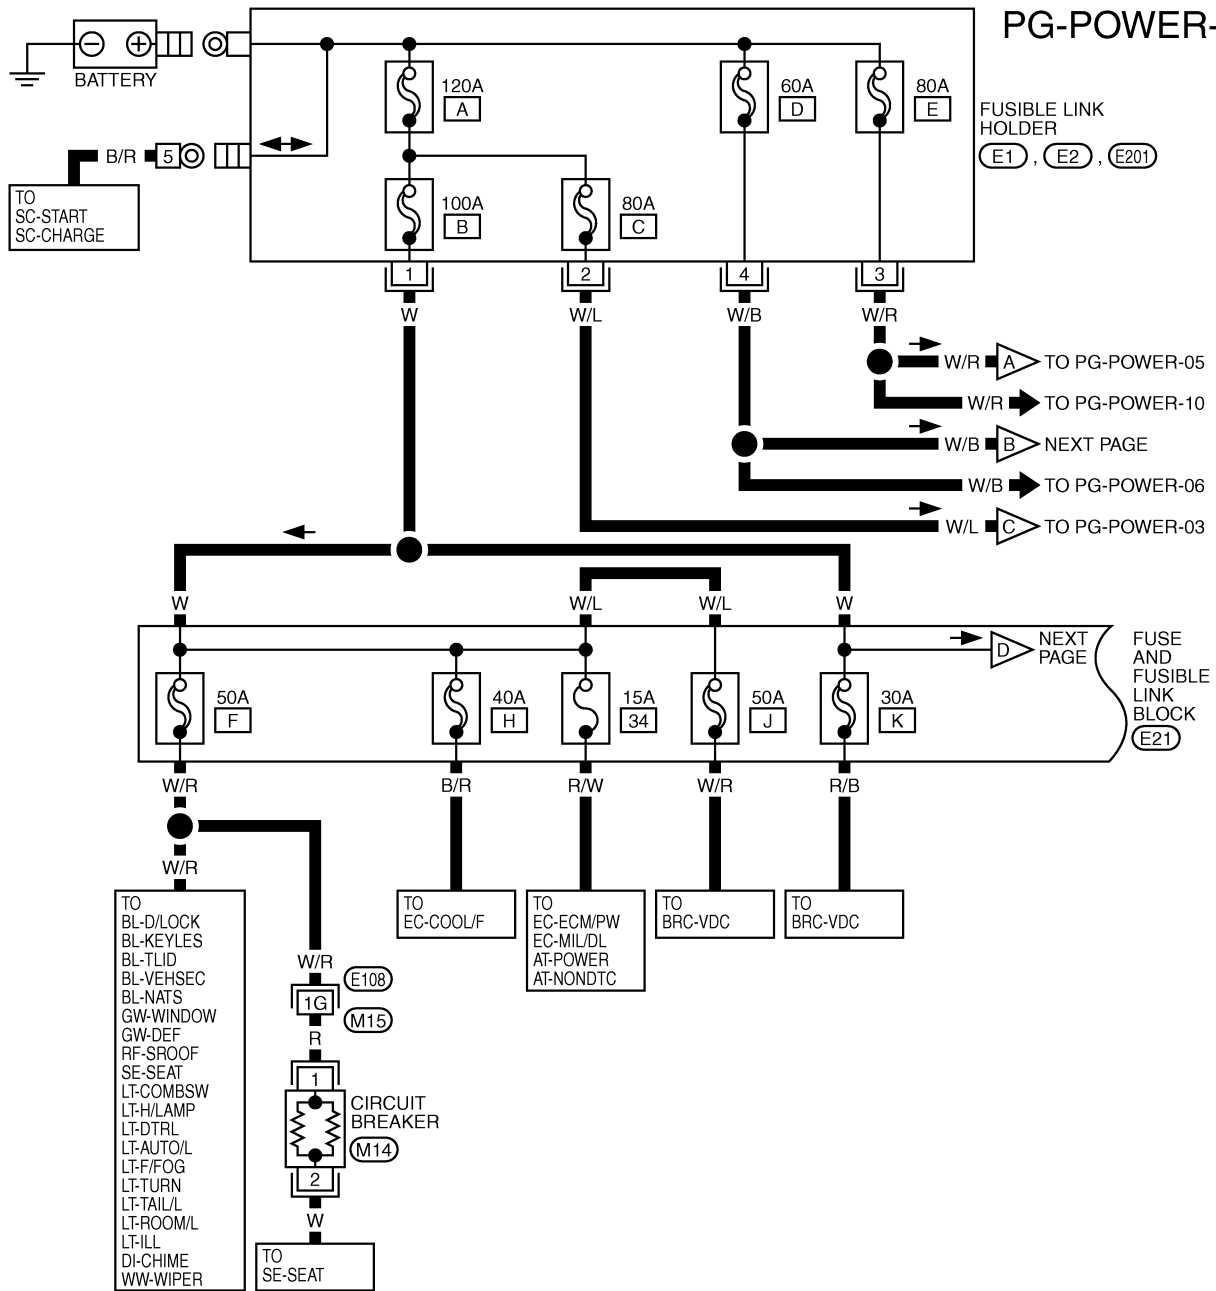 PG-POWER-
BATTERY
120A
A
60A
D
80A
E
FUSIBLE LINK
HOLDER
E1 , E2 , E201
B/R 5
TO
SC-START
SC-CHARGE
100A
B
80A
C
1
2
4
3
W
W/L
W/B
W/R
W/R A TO PG-POWER-05
W/R TO PG-POWER-10
W/B B NEXT PAGE
W/B TO PG-POWER-06
W/L C TO PG-POWER-03
W
W/L
W/L
W
D NEXT
PAGE
FUSE
AND
FUSIBLE
LINK
BLOCK
E21
50A
F
40A
H
15A
34
50A
J
30A
K
W/R
B/R
R/W
W/R
R/B
W/R
TO
BL-D/LOCK
BL-KEYLES
BL-TLID
BL-VEHSEC
BL-NATS
GW-WINDOW
GW-DEF
RF-SROOF
SE-SEAT
LT-COMBSW
LT-H/LAMP
LT-DTRL
LT-AUTO/L
LT-F/FOG
LT-TURN
LT-TAIL/L
LT-ROOM/L
LT-ILL
DI-CHIME
WW-WIPER
TO
EC-COOL/F
TO
EC-ECM/PW
EC-MIL/DL
AT-POWER
AT-NONDTC
TO
BRC-VDC
TO
BRC-VDC
W/R
E108
1G
M15
R
1
CIRCUIT
BREAKER
M14
2
W
TO
SE-SEAT